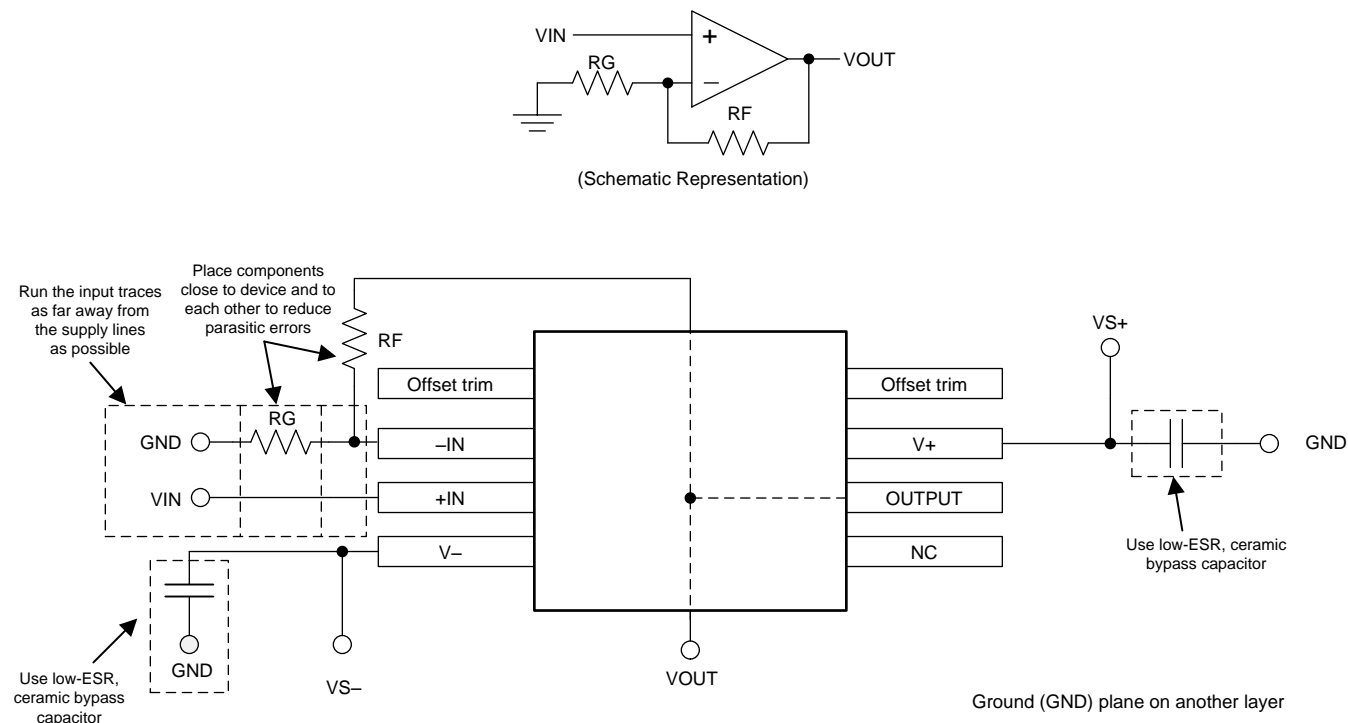 VIN
+
RG
–
VOUT
RF
(Schematic Representation)
Run the input traces
as far away from
the supply lines
as possible
Place components
close to device and to
each other to reduce
parasitic errors
RF
VS+
Offset trim
Offset trim
RG
GND
–IN
V+
GND
VIN
+IN
OUTPUT
V–
NC
Use low-ESR, ceramic
bypass capacitor
GND
VS–
VOUT
Use low-ESR,
ceramic bypass
capacitor
Ground (GND) plane on another layer